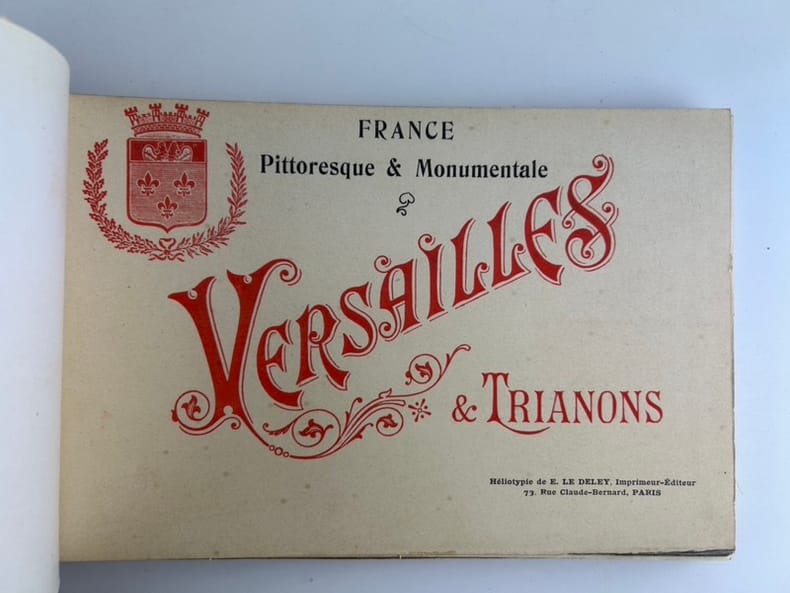 FRANCE
Pittoresque & Monumentale
VERSAILLES
& TRIANONS
Héliotypie de E. LE DELEY, Imprimeur-Éditeur
73, Rue Claude-Bernard, PARIS